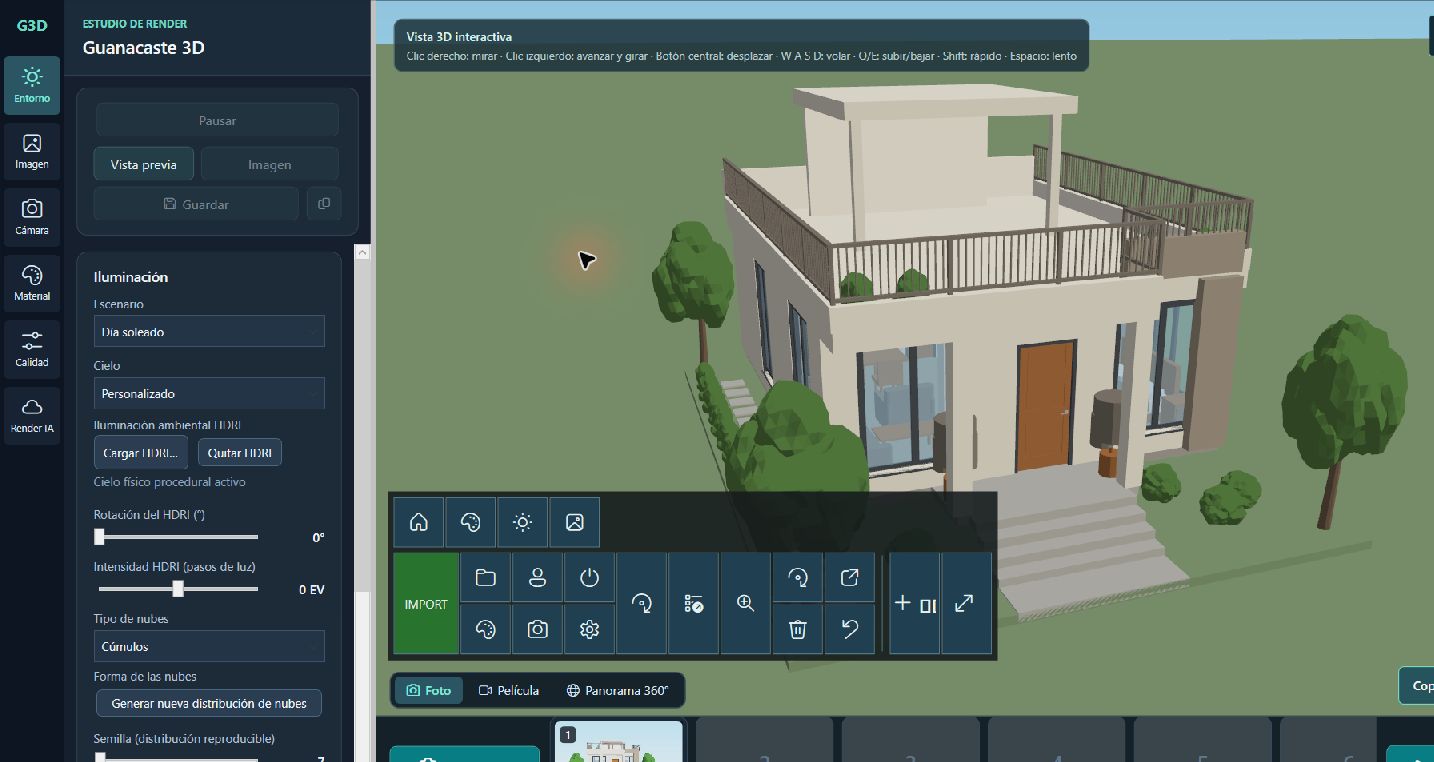 G3D
ESTUDIO DE RENDER
Guanacaste 3D
Entorno
Imagen
Cámara
Material
Calidad
Render IA
Pausar
Vista previa
Imagen
Guardar
Iluminación
Escenario
Día soleado
Cielo
Personalizado
Iluminación ambiental HDRI
Cargar HDRI...
Quitar HDRI
Cielo físico procedural activo
Rotación del HDRI (°)
0°
Intensidad HDRI (pasos de luz)
0 EV
Tipo de nubes
Cúmulos
Forma de las nubes
Generar nueva distribución de nubes
Semilla (distribución reproducible)
7
Vista 3D interactiva
Clic derecho: mirar · Clic izquierdo: avanzar y girar · Botón central: desplazar · W A S D: volar · Q/E: subir/bajar · Shift: rápido · Espacio: lento
IMPORT
Foto
Película
Panorama 360°
Cop
1
2
3
4
5
6